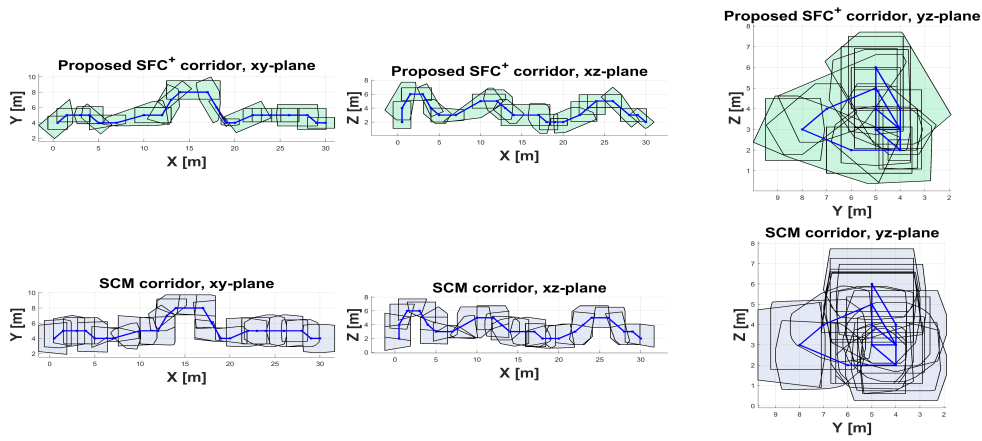 Proposed SFC+ corridor, xy-plane
Y [m]
10
8
6
4
2
0 5 10 15 20 25 30
X [m]
Proposed SFC+ corridor, xz-plane
Z [m]
8
6
4
2
0 5 10 15 20 25 30
X [m]
Proposed SFC+ corridor, yz-plane
Z [m]
8
7
6
5
4
3
2
1
9 8 7 6 5 4 3 2
Y [m]
SCM corridor, xy-plane
Y [m]
10
8
6
4
2
0 5 10 15 20 25 30
X [m]
SCM corridor, xz-plane
Z [m]
8
6
4
2
0
0 5 10 15 20 25 30
X [m]
SCM corridor, yz-plane
Z [m]
8
7
6
5
4
3
2
1
0
9 8 7 6 5 4 3 2
Y [m]